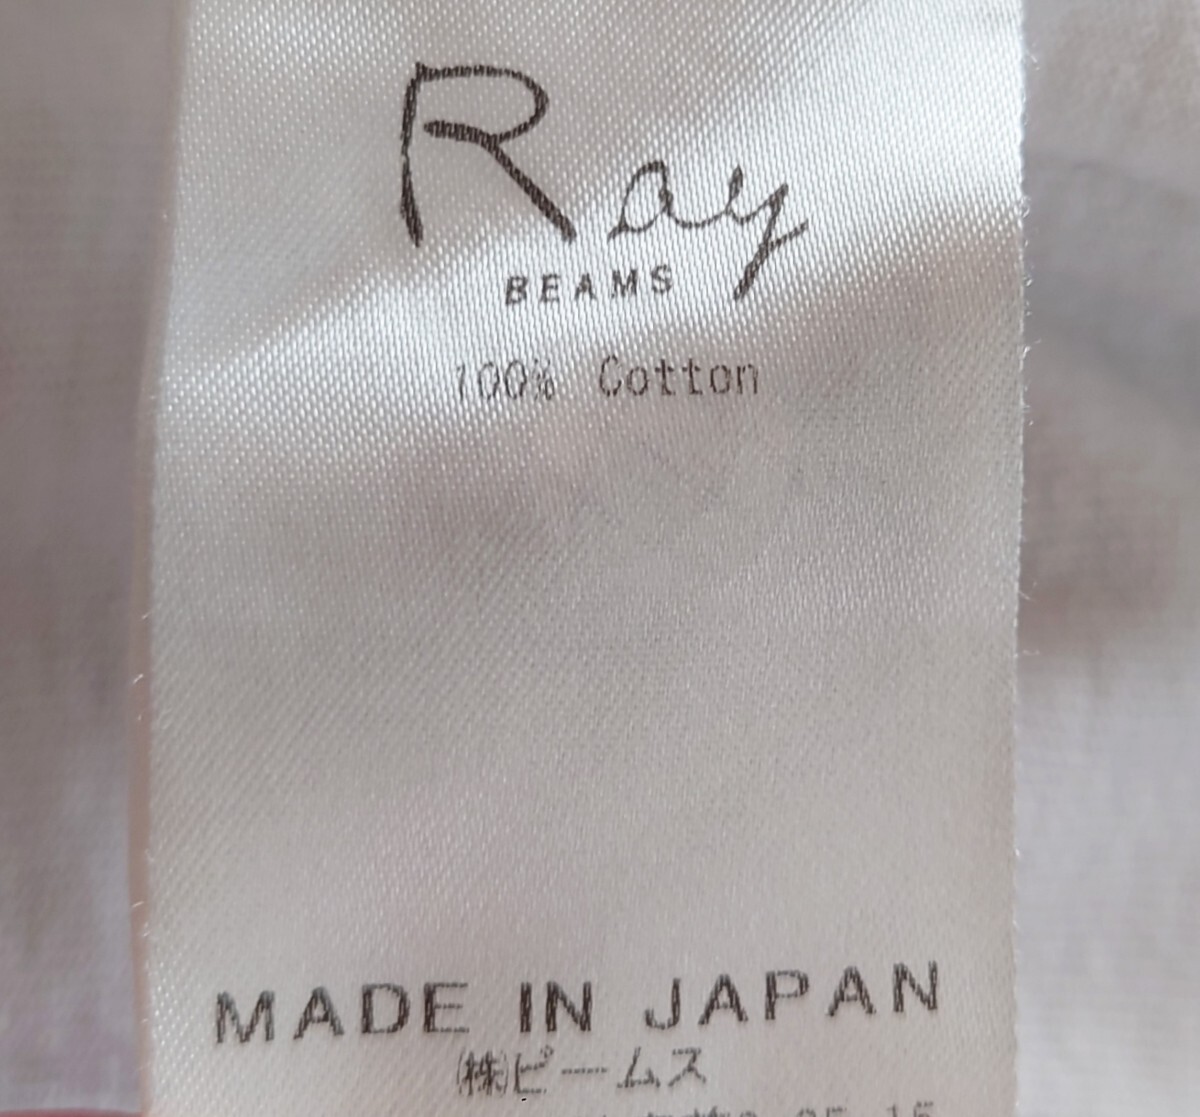 Ray
BEAMS
100% Cotton
MADE IN JAPAN
(株)ビームス